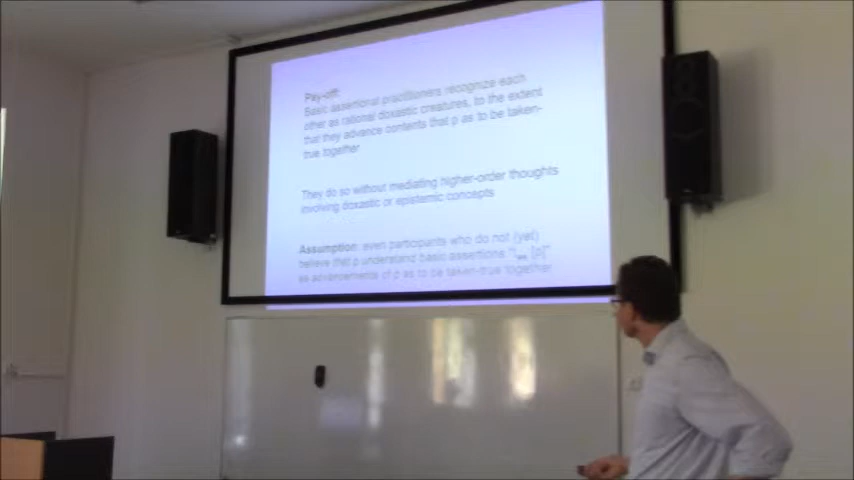 Pay-off:
Basic assertional practitioners recognize each
other as rational doxastic creatures, to the extent
that they advance contents that p as to be taken-
true together
They do so without mediating higher-order thoughts
involving doxastic or epistemic concepts
Assumption: even participants who do not (yet)
believe that p understand basic assertions "
[p]"
as advancements of p as to be taken-true together